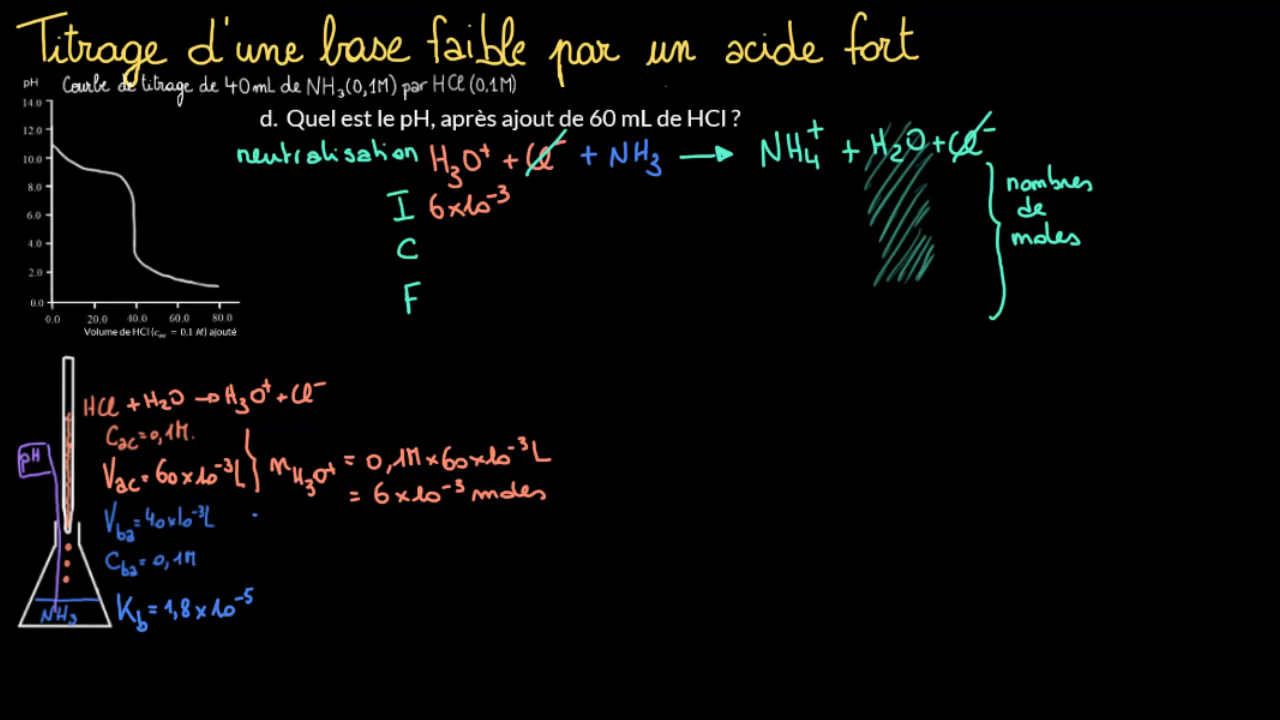 Titrage d'une base faible par un acide fort
pH Courbe de titrage de 40 mL de NH₃(0,1M) par HCl(0,1M)
14.0
12.0
10.0
8.0
6.0
4.0
2.0
0.0
0.0 20.0 40.0 60.0 80.0
Volume de HCl (cₐc = 0,1 M) ajouté
d. Quel est le pH, après ajout de 60 mL de HCl ?
neutralisation H₃O⁺ + Cl⁻ + NH₃ → NH₄⁺ + H₂O + Cl⁻
I 6×10⁻³
C
F
nombres
de
moles
HCl + H₂O → H₃O⁺ + Cl⁻
Cac = 0,1M.
Vac = 60×10⁻³L
n H₃O⁺ = 0,1M × 60×10⁻³L
= 6×10⁻³ moles
pH
Vba = 40×10⁻³L
Cba = 0,1M
Kb = 1,8×10⁻⁵
NH₃